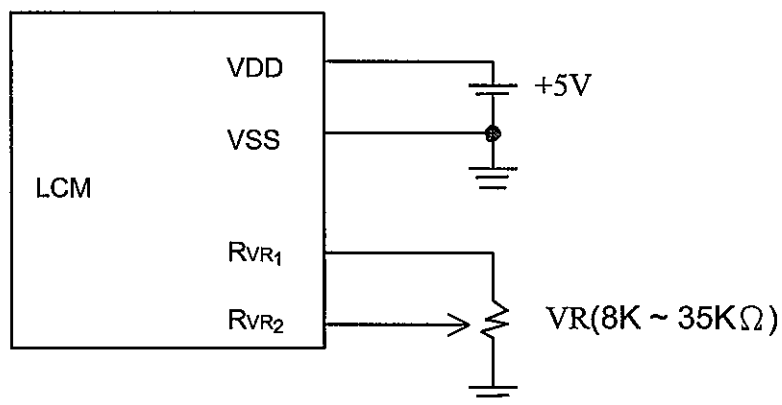 VDD
+5V
VSS
LCM
RVR1
RVR2
VR(8K ~ 35KΩ)